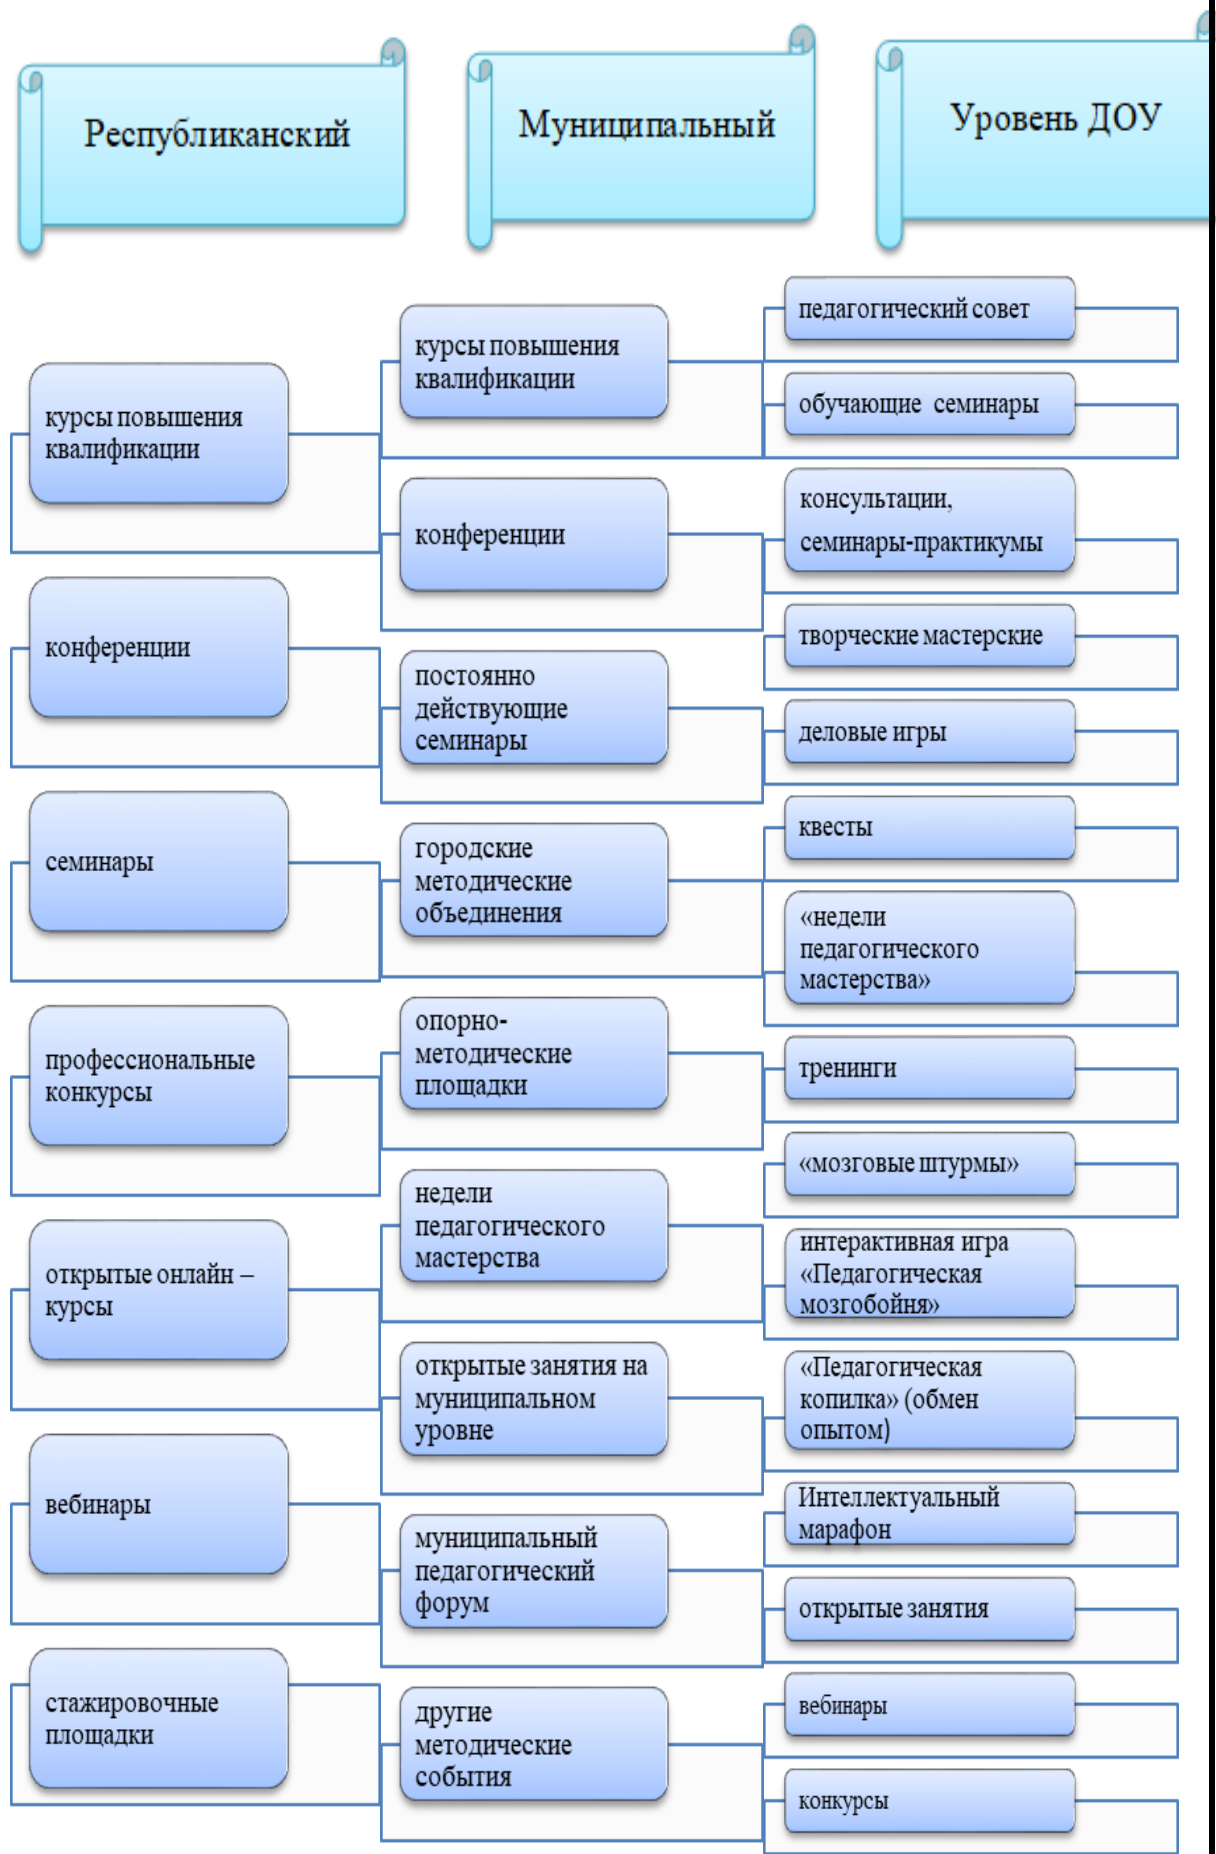 Республиканский
Муниципальный
Уровень ДОУ
курсы повышения
квалификации
конференции
семинары
профессиональные
конкурсы
открытые онлайн –
курсы
вебинары
стажировочные
площадки
курсы повышения
квалификации
конференции
постоянно
действующие
семинары
городские
методические
объединения
опорно-
методические
площадки
недели
педагогического
мастерства
открытые занятия на
муниципальном
уровне
муниципальный
педагогический
форум
другие
методические
события
педагогический совет
обучающие семинары
консультации,
семинары-практикумы
творческие мастерские
деловые игры
квесты
«недели
педагогического
мастерства»
тренинги
«мозговые штурмы»
интерактивная игра
«Педагогическая
мозгобойня»
«Педагогическая
копилка» (обмен
опытом)
Интеллектуальный
марафон
открытые занятия
вебинары
конкурсы